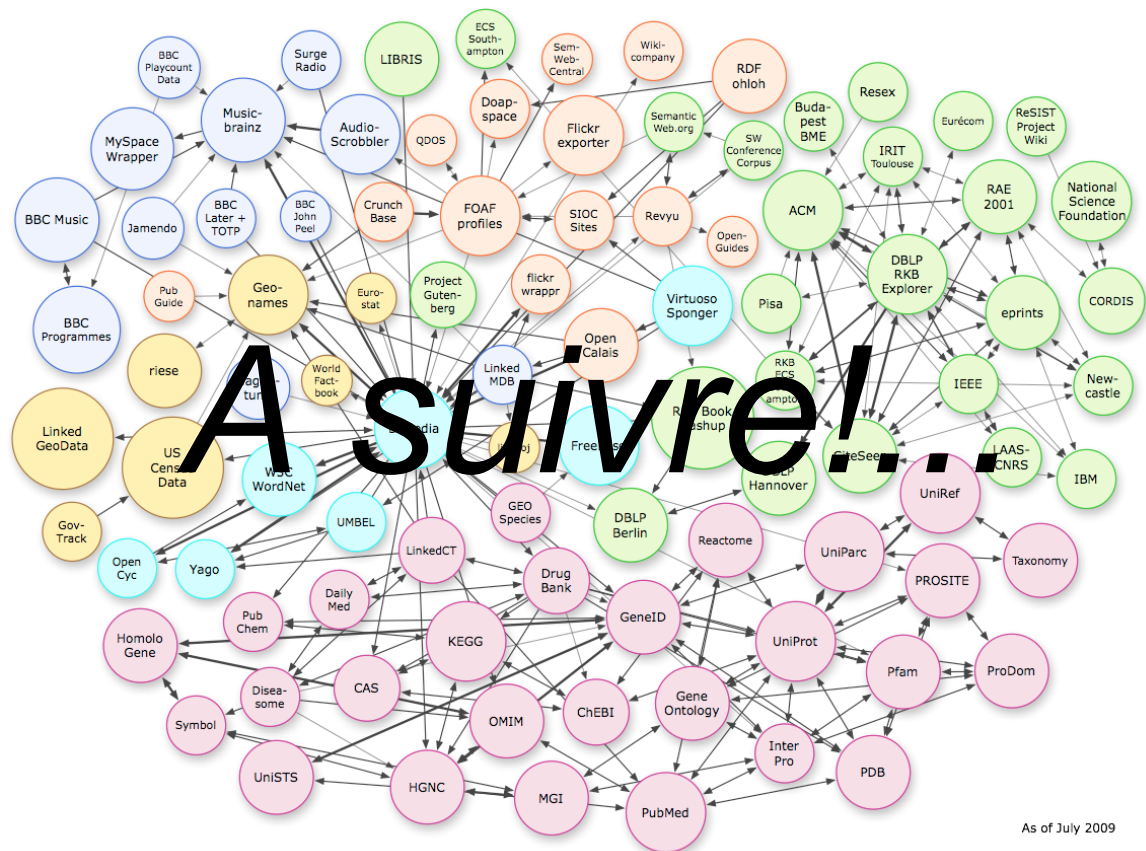 BBC
Playcount
Data
Surge
Radio
LIBRIS
ECS
South-
ampton
Sem-
Web-
Central
Wiki-
company
RDF
ohloh
Music-
brainz
Audio-
Scrobbler
MySpace
Wrapper
QDOS
Doap-
space
Flickr
exporter
Semantic
Web.org
SW
Conference
Corpus
Buda-
pest
BME
Resex
Eurécom
ReSIST
Project
Wiki
IRIT
Toulouse
RAE
2001
National
Science
Foundation
BBC Music
Jamendo
BBC
Later +
TOTP
BBC
John
Peel
Crunch
Base
FOAF
profiles
SIOC
Sites
Revyu
Open-
Guides
ACM
DBLP
RKB
Explorer
Pub
Guide
Geo-
names
Euro-
stat
Project
Guten-
berg
flickr
wrappr
Virtuoso
Sponger
Pisa
eprints
CORDIS
BBC
Programmes
riese
World
Fact-
book
Linked
MDB
Open
Calais
RKB
ECS
IEEE
New-
castle
A suivre!...
Linked
GeoData
US
Data
WordNet
DBLP
Hannover
LAAS-
CNRS
IBM
Gov-
Track
Open
Cyc
Yago
UMBEL
GEO
Species
DBLP
Berlin
UniRef
LinkedCT
Reactome
UniParc
Taxonomy
Drug
Bank
PROSITE
Daily
Med
Pub
Chem
Homolo
Gene
KEGG
GeneID
UniProt
Pfam
ProDom
Disea-
some
CAS
Symbol
OMIM
ChEBI
Gene
Ontology
Inter
Pro
PDB
UniSTS
HGNC
MGI
PubMed
As of July 2009